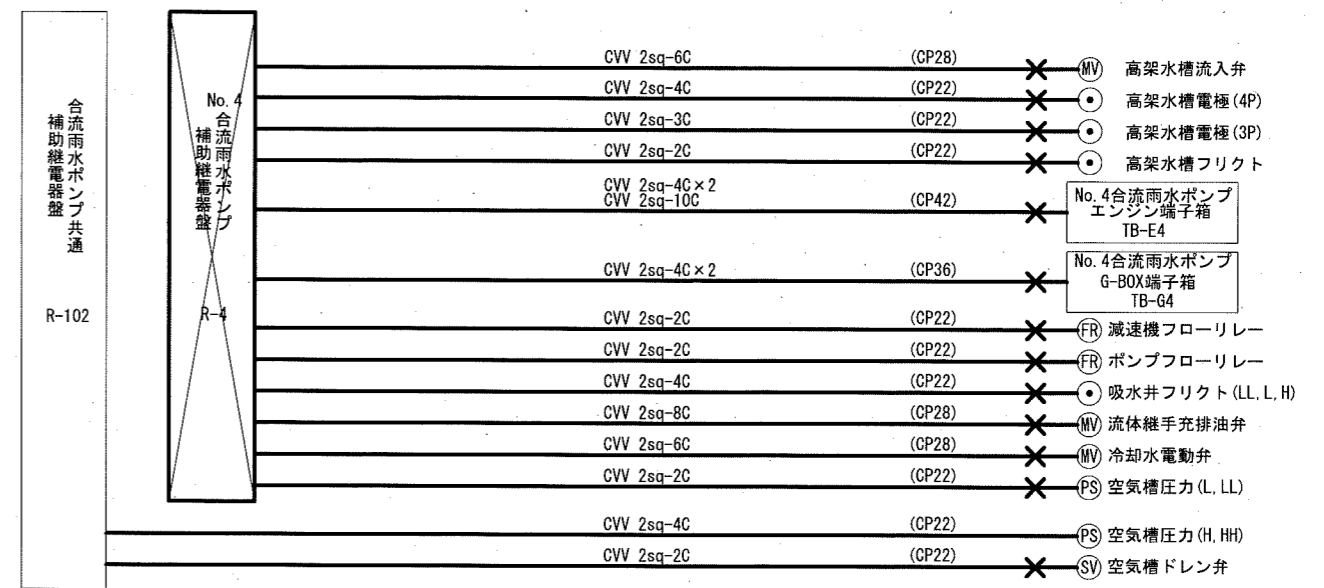 合流雨水ポンプ共通
補助継電器盤
R-102
No.4
合流雨水ポンプ
補助継電器盤
R-4
CVV 2sq-6C (CP28) MV 高架水槽流入弁
CVV 2sq-4C (CP22) 高架水槽電極(4P)
CVV 2sq-3C (CP22) 高架水槽電極(3P)
CVV 2sq-2C (CP22) 高架水槽フリクト
CVV 2sq-4C×2
CVV 2sq-10C (CP42)
No.4合流雨水ポンプ
エンジン端子箱
TB-E4
CVV 2sq-4C×2 (CP36)
No.4合流雨水ポンプ
G-BOX端子箱
TB-G4
CVV 2sq-2C (CP22) FR 減速機フローリレー
CVV 2sq-2C (CP22) FR ポンプフローリレー
CVV 2sq-4C (CP22) 吸水井フリクト(LL,L,H)
CVV 2sq-8C (CP28) MV 流体継手充排油弁
CVV 2sq-6C (CP28) MV 冷却水電動弁
CVV 2sq-2C (CP22) PS 空気槽圧力(L,LL)
CVV 2sq-4C (CP22) PS 空気槽圧力(H,HH)
CVV 2sq-2C (CP22) SV 空気槽ドレン弁